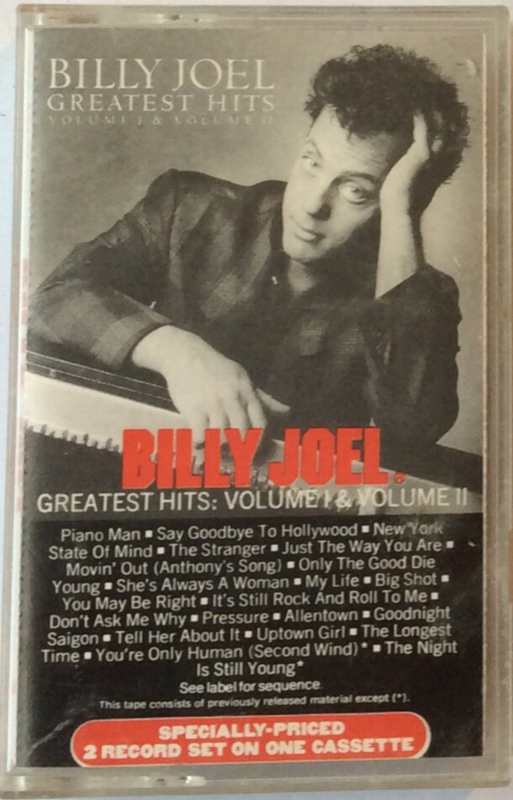 BILLY JOEL
GREATEST HITS
VOLUME I & VOLUME II
BILLY JOEL®
GREATEST HITS: VOLUME I & VOLUME II
Piano Man ▪ Say Goodbye To Hollywood ▪ New York
State Of Mind ▪ The Stranger ▪ Just The Way You Are ▪
Movin' Out (Anthony's Song) ▪ Only The Good Die
Young ▪ She's Always A Woman ▪ My Life ▪ Big Shot ▪
You May Be Right ▪ It's Still Rock And Roll To Me ▪
Don't Ask Me Why ▪ Pressure ▪ Allentown ▪ Goodnight
Saigon ▪ Tell Her About It ▪ Uptown Girl ▪ The Longest
Time ▪ You're Only Human (Second Wind)* ▪ The Night
Is Still Young*
See label for sequence.
This tape consists of previously released material except (*).
SPECIALLY-PRICED
2 RECORD SET ON ONE CASSETTE